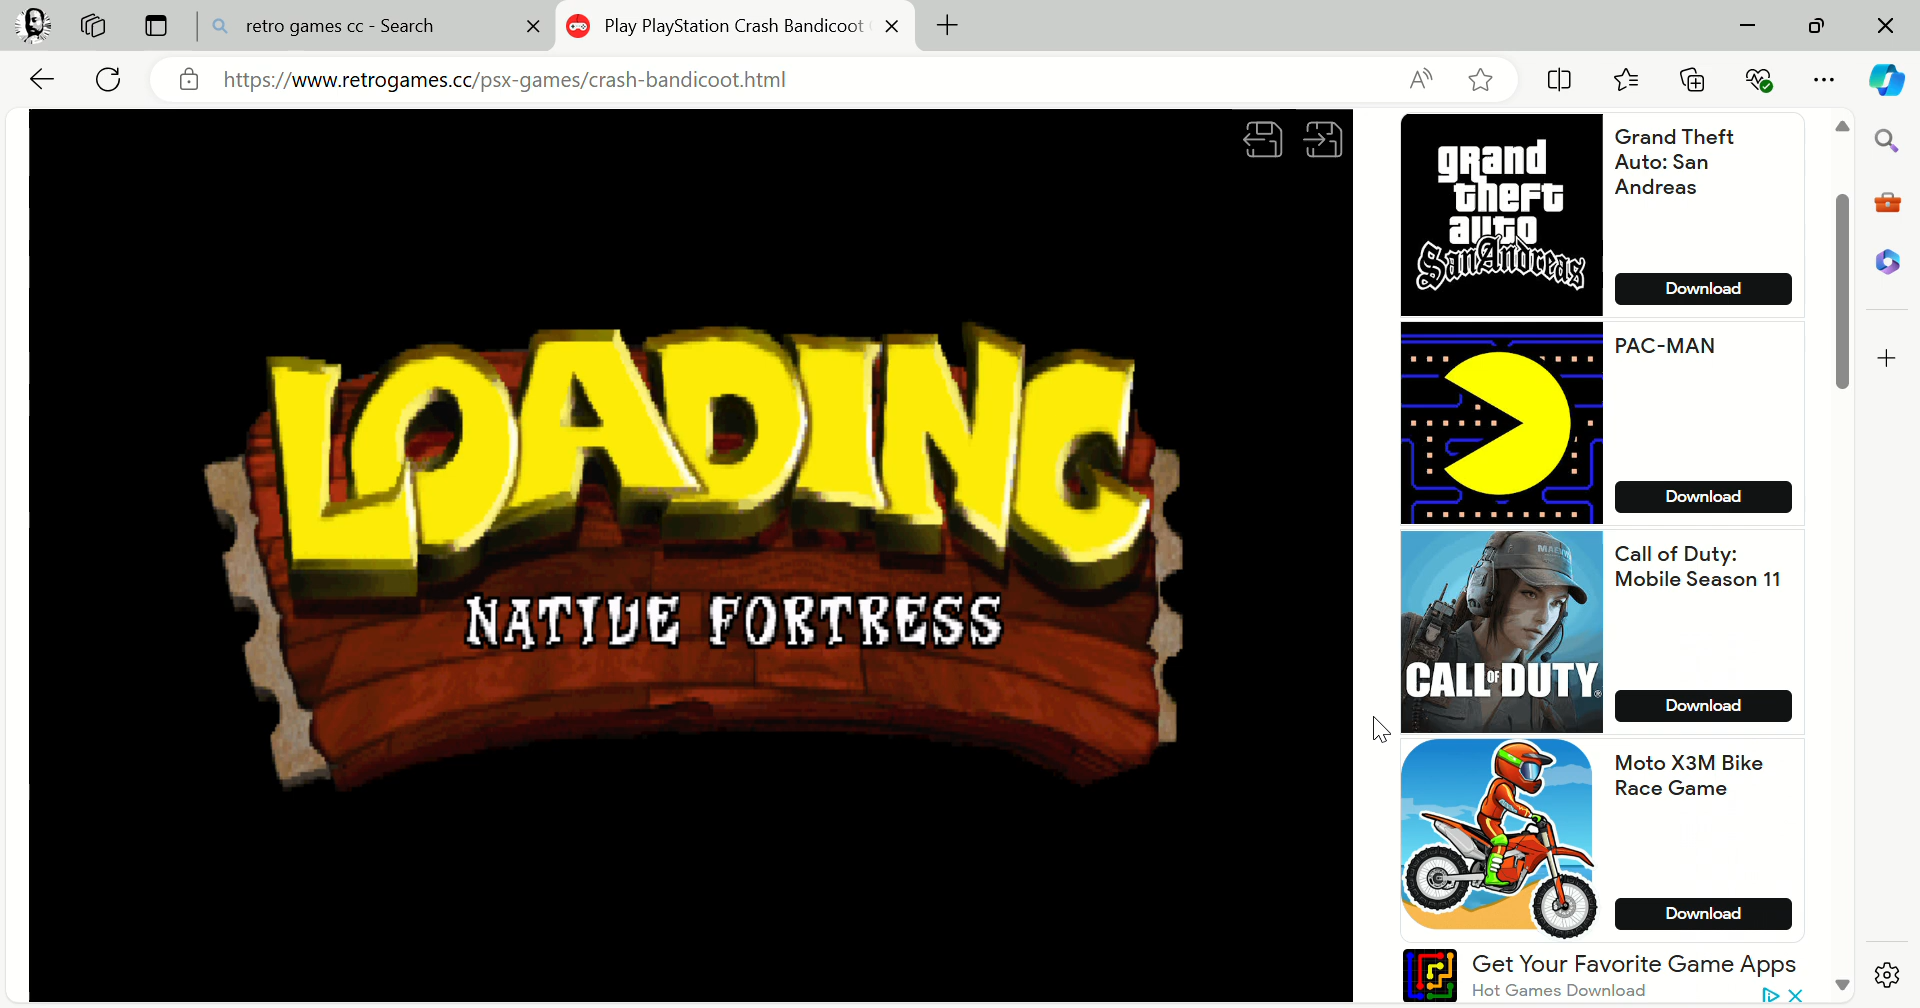 retro games cc - Search
Play PlayStation Crash Bandicoot
https://www.retrogames.cc/psx-games/crash-bandicoot.html
LOADING
NATIVE FORTRESS
grand
theft
auto
San Andreas
Grand Theft
Auto: San
Andreas
Download
PAC-MAN
Download
CALL OF DUTY
Call of Duty:
Mobile Season 11
Download
Moto X3M Bike
Race Game
Download
Get Your Favorite Game Apps
Hot Games Download